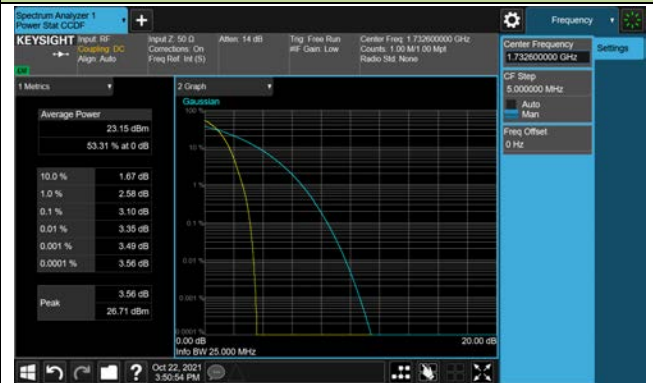 Spectrum Analyzer 1
Power Stat CCDF
Frequency
KEYSIGHT
Input: RF
Coupling: DC
Align: Auto
Input Z: 50 Ω
Corrections: On
Freq Ref: Int (S)
Atten: 14 dB
Trig: Free Run
#IF Gain: Low
Center Freq: 1.732600000 GHz
Counts: 1.00 M/1.00 Mpt
Radio Std: None
Center Frequency
1.732600000 GHz
Settings
CF Step
5.000000 MHz
Auto
Man
Freq Offset
0 Hz
1 Metrics
Average Power
23.15 dBm
53.31 % at 0 dB
10.0 % 1.67 dB
1.0 % 2.58 dB
0.1 % 3.10 dB
0.01 % 3.35 dB
0.001 % 3.49 dB
0.0001 % 3.56 dB
Peak
3.56 dB
26.71 dBm
2 Graph
Gaussian
100 %
10 %
1 %
0.1 %
0.01 %
0.001 %
0.0001 %
0.00 dB
20.00 dB
Info BW 25.000 MHz
?
Oct 22, 2021
3:50:54 PM